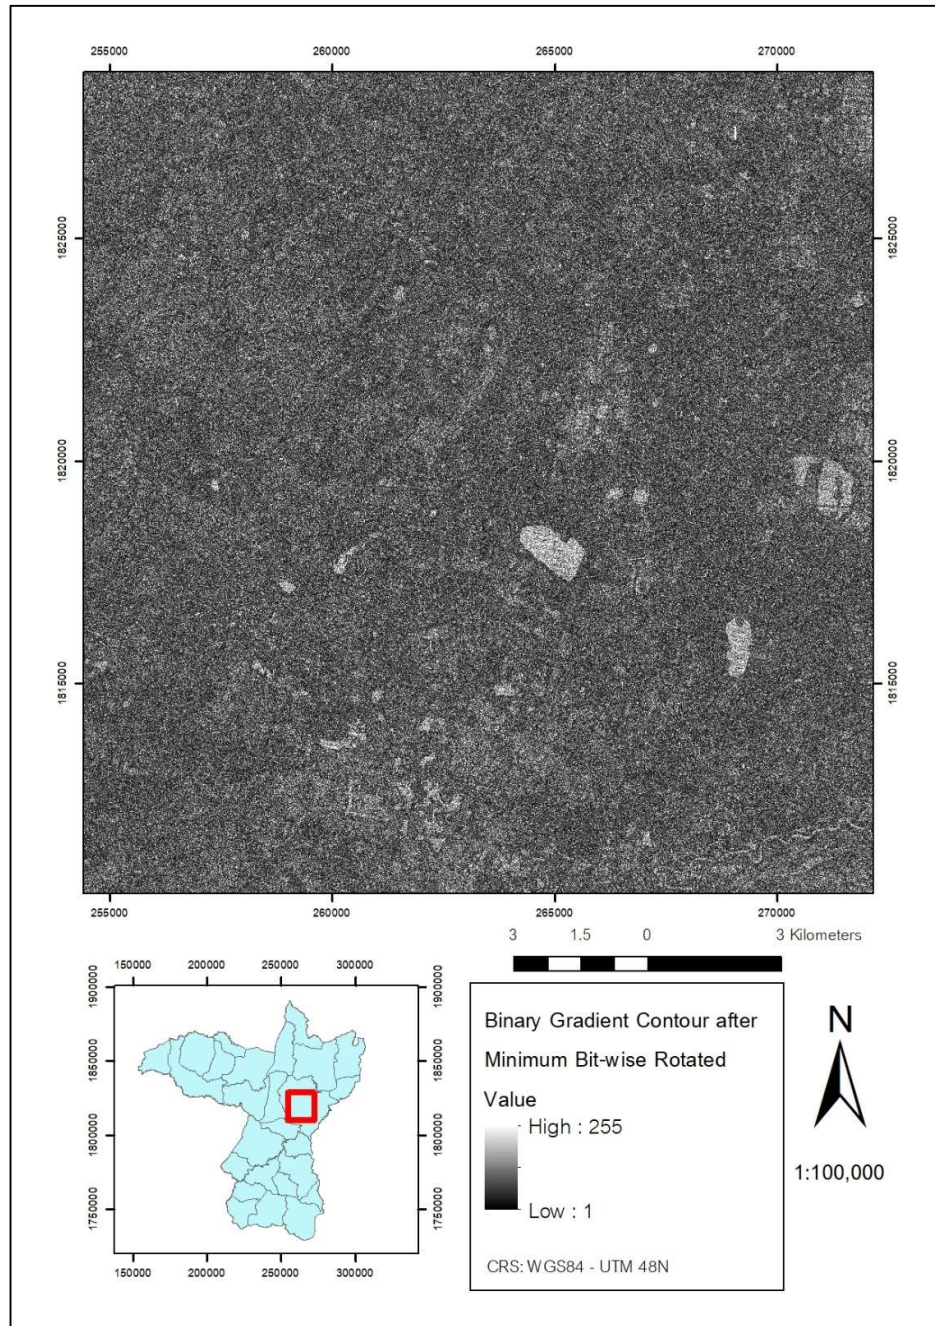 255000 260000 265000 270000
1825000 1825000
1820000 1820000
1815000 1815000
255000 260000 265000 270000
3 1.5 0 3 Kilometers
150000 200000 250000 300000
1900000 1900000
1850000 1850000
1800000 1800000
1750000 1750000
150000 200000 250000 300000
Binary Gradient Contour after
Minimum Bit-wise Rotated
Value
High : 255
Low : 1
CRS: WGS84 - UTM 48N
N
1:100,000